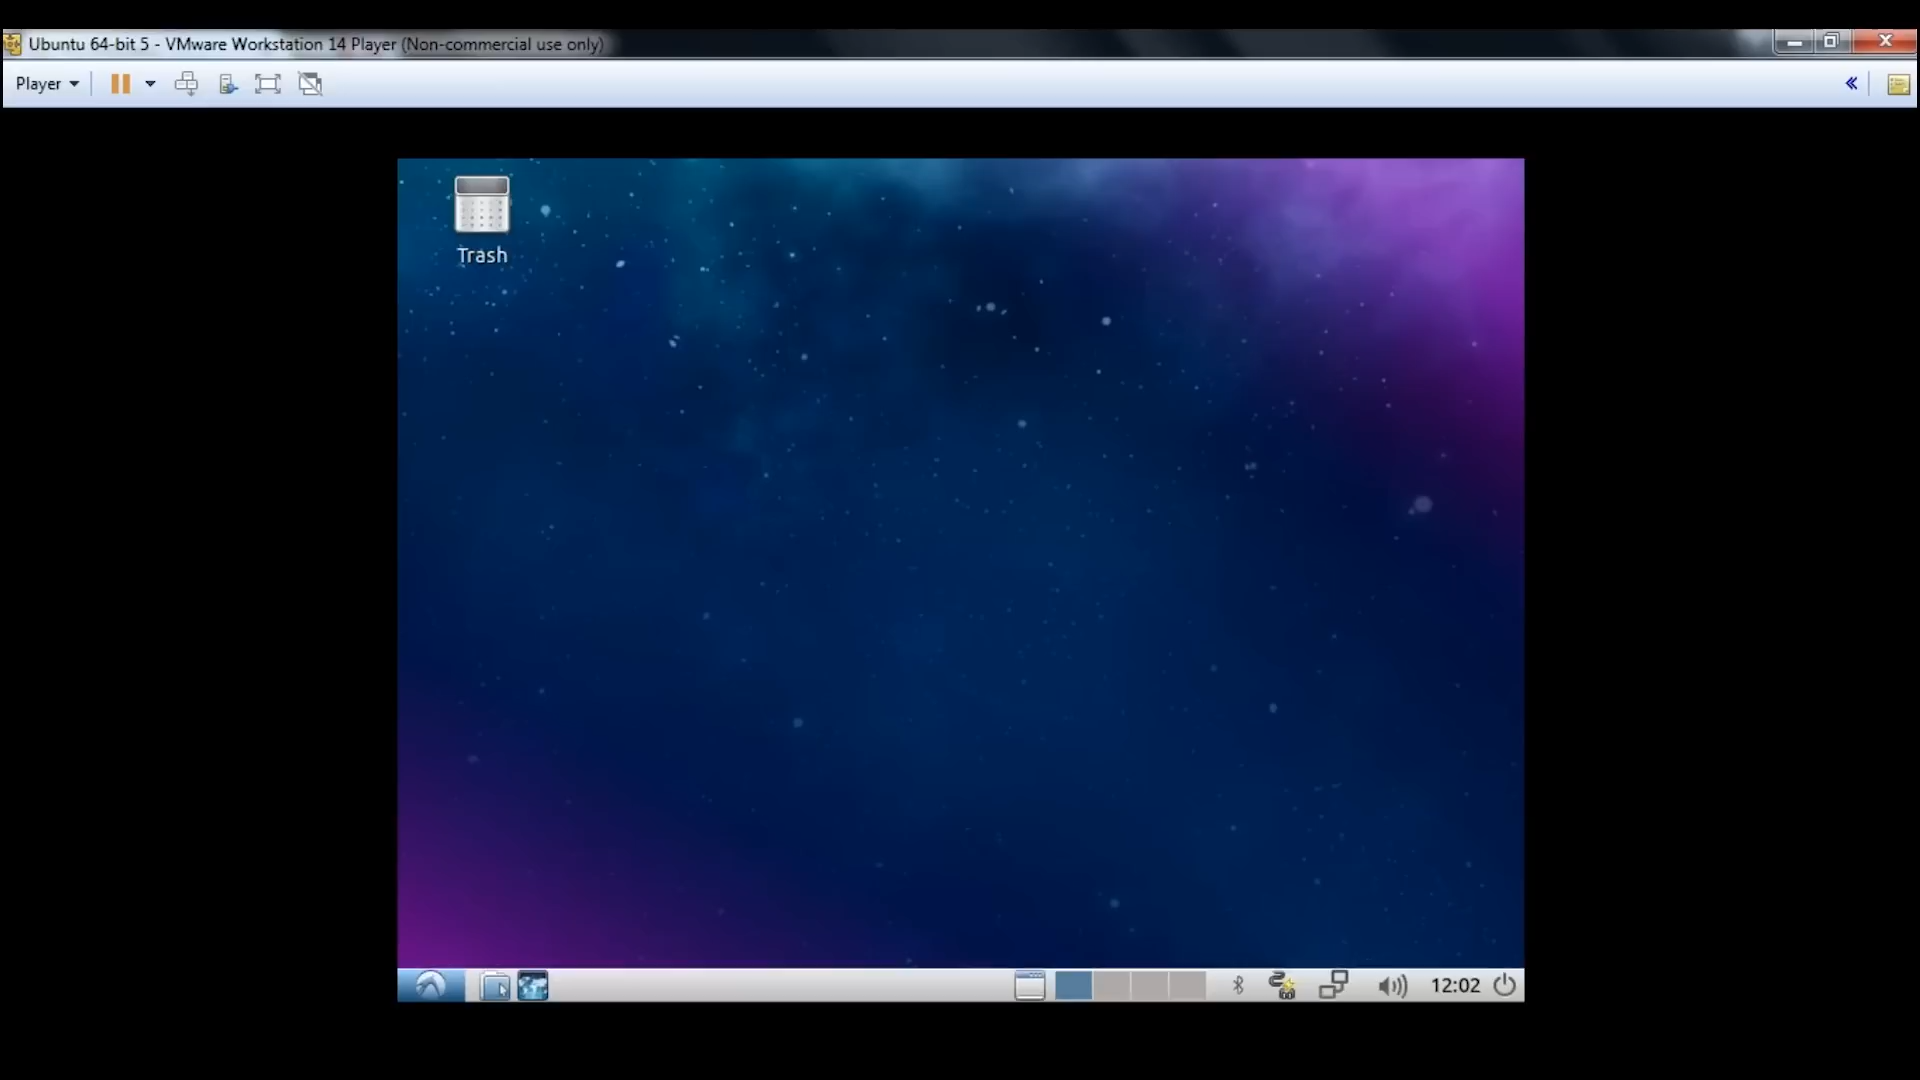 Ubuntu 64-bit 5 - VMware Workstation 14 Player (Non-commercial use only)
Player
Trash
12:02